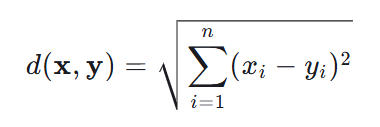 d(𝐱, 𝐲) = √(∑_{i=1}^{n} (x_i − y_i)²)